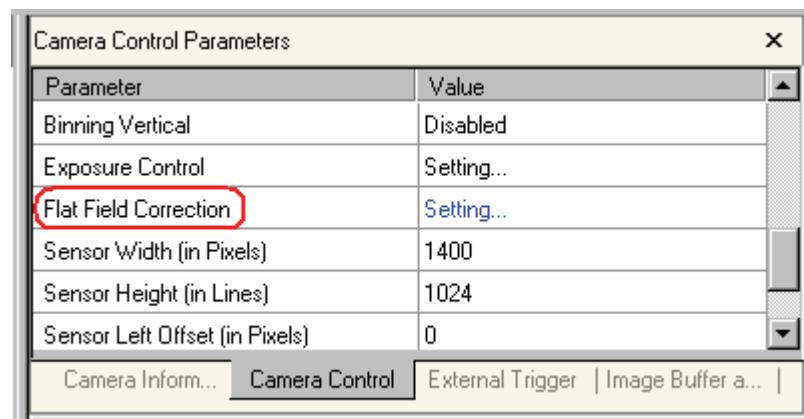 Camera Control Parameters
Parameter Value
Binning Vertical Disabled
Exposure Control Setting...
Flat Field Correction Setting...
Sensor Width (in Pixels) 1400
Sensor Height (in Lines) 1024
Sensor Left Offset (in Pixels) 0
Camera Inform... Camera Control External Trigger Image Buffer a...